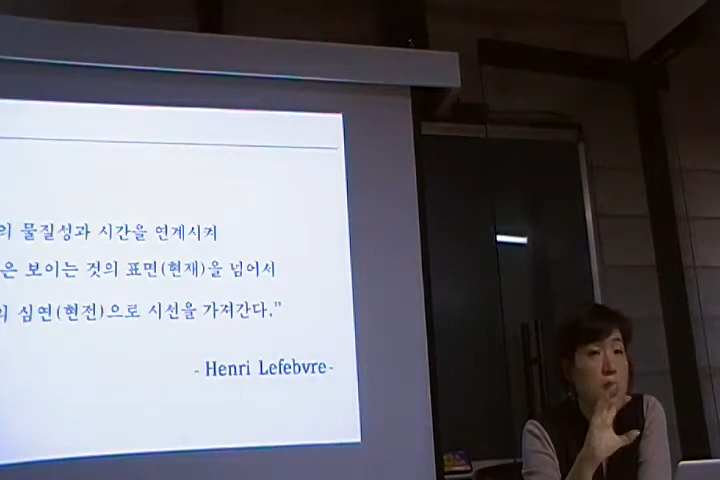 의 물질성과 시간을 연계시켜
은 보이는 것의 표면(현재)을 넘어서
의 심연(현전)으로 시선을 가져간다."
- Henri Lefebvre-